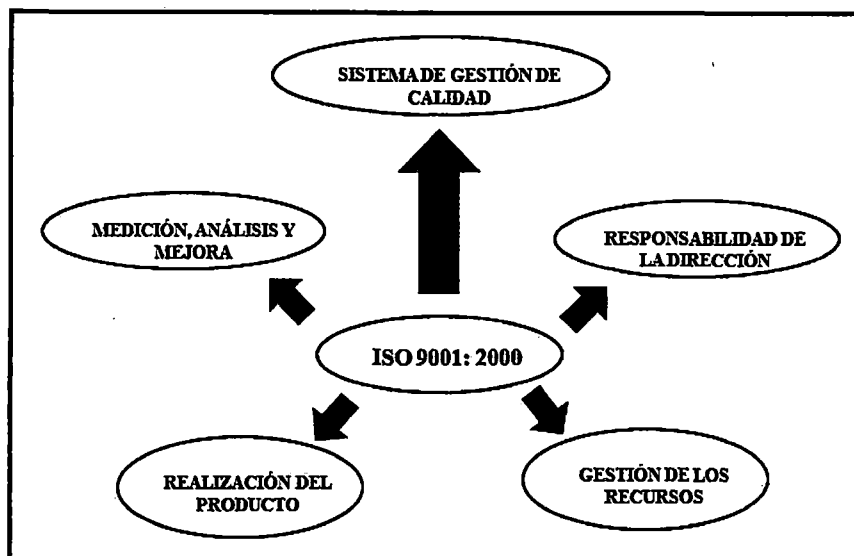 SISTEMA DE GESTIÓN DE
CALIDAD
MEDICIÓN, ANÁLISIS Y
MEJORA
RESPONSABILIDAD DE
LA DIRECCIÓN
ISO 9001: 2000
REALIZACIÓN DEL
PRODUCTO
GESTIÓN DE LOS
RECURSOS